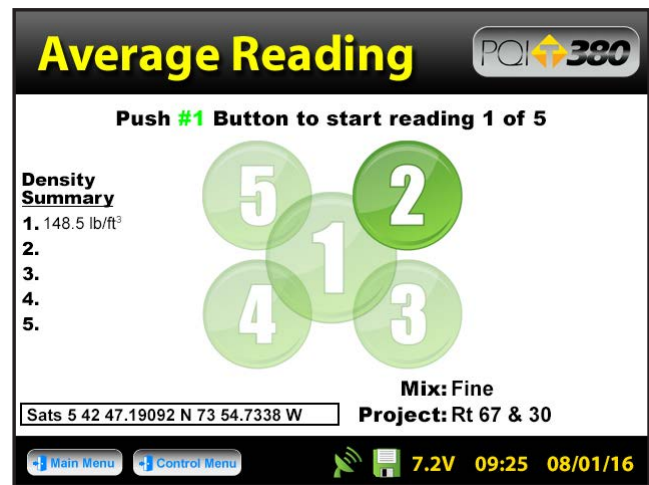 Average Reading
PQI T 380
Push #1 Button to start reading 1 of 5
Density
Summary
1. 148.5 lb/ft³
2.
3.
4.
5.
5
2
1
4
3
Mix: Fine
Sats 5 42 47.19092 N 73 54.7338 W
Project: Rt 67 & 30
Main Menu
Control Menu
7.2V 09:25 08/01/16